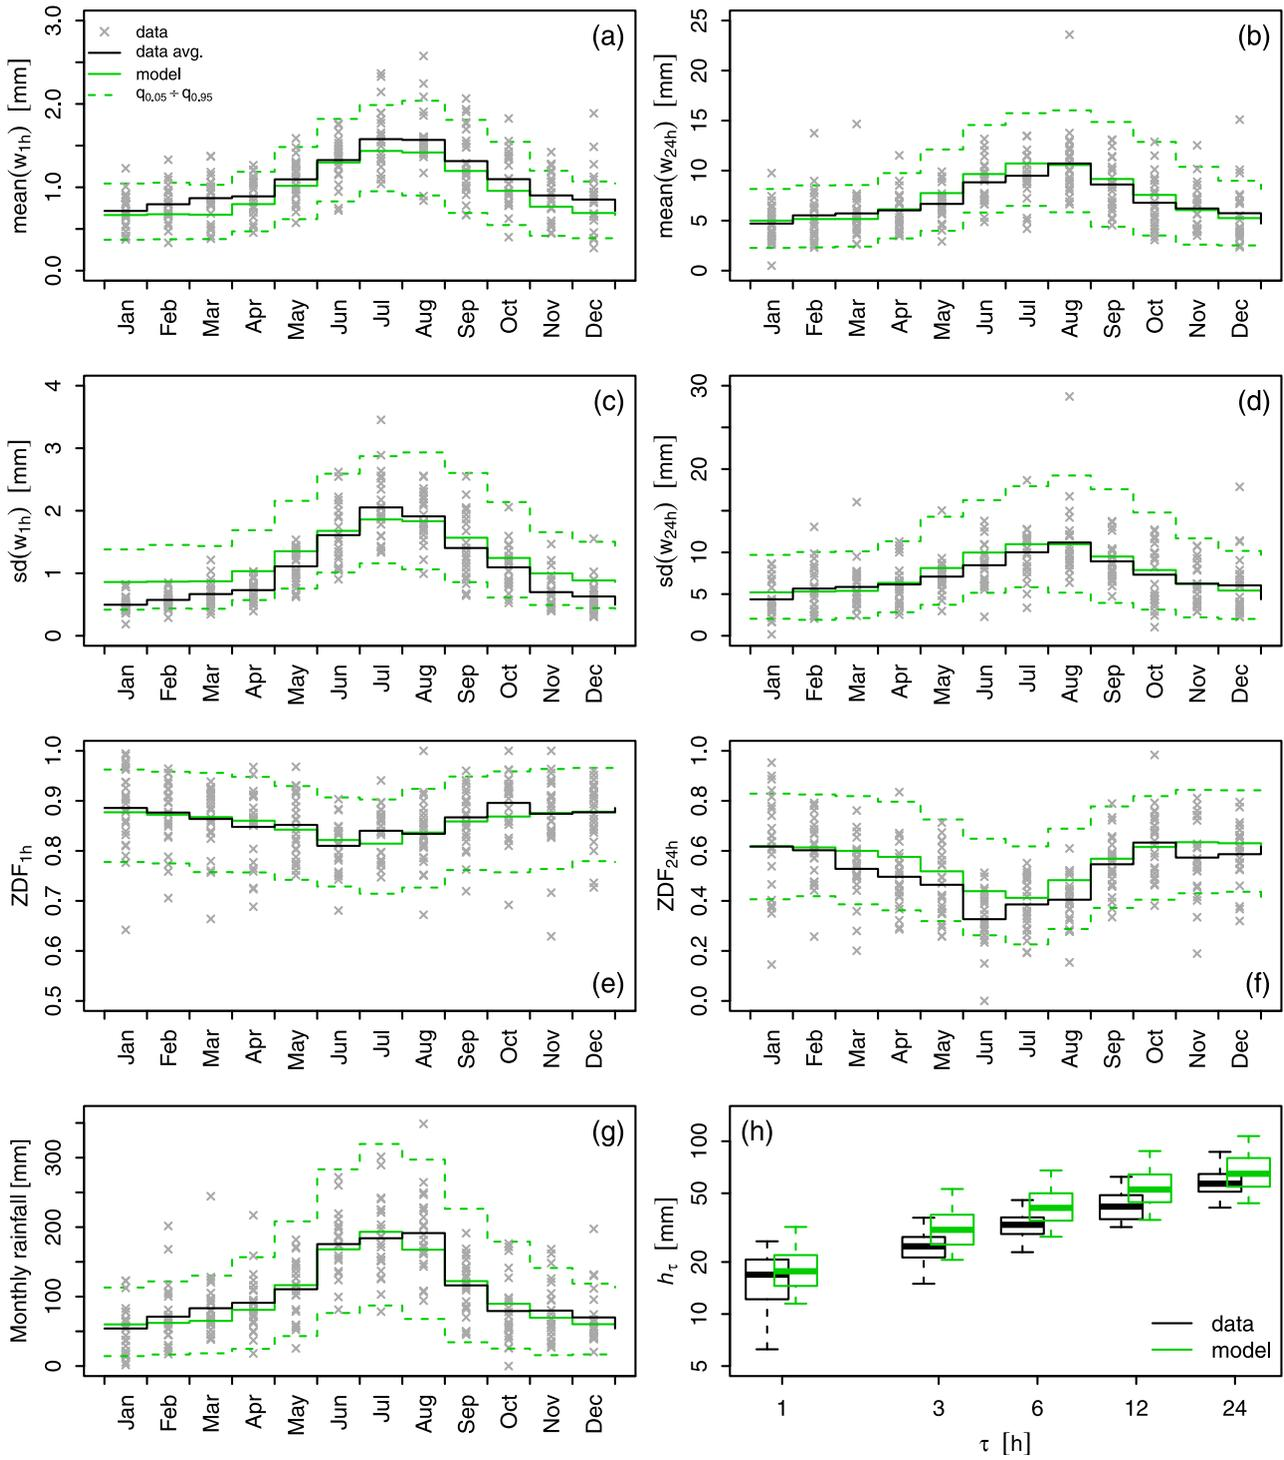 (a)
data
data avg.
model
q0.05 ÷ q0.95
mean(w1h) [mm]
0.0 1.0 2.0 3.0
Jan Feb Mar Apr May Jun Jul Aug Sep Oct Nov Dec
(b)
mean(w24h) [mm]
0 5 10 15 20 25
Jan Feb Mar Apr May Jun Jul Aug Sep Oct Nov Dec
(c)
sd(w1h) [mm]
0 1 2 3 4
Jan Feb Mar Apr May Jun Jul Aug Sep Oct Nov Dec
(d)
sd(w24h) [mm]
0 5 10 20 30
Jan Feb Mar Apr May Jun Jul Aug Sep Oct Nov Dec
(e)
ZDF1h
0.5 0.6 0.7 0.8 0.9 1.0
Jan Feb Mar Apr May Jun Jul Aug Sep Oct Nov Dec
(f)
ZDF24h
0.0 0.2 0.4 0.6 0.8 1.0
Jan Feb Mar Apr May Jun Jul Aug Sep Oct Nov Dec
(g)
Monthly rainfall [mm]
0 100 200 300
Jan Feb Mar Apr May Jun Jul Aug Sep Oct Nov Dec
(h)
hτ [mm]
5 10 20 50 100
data
model
1 3 6 12 24
τ [h]